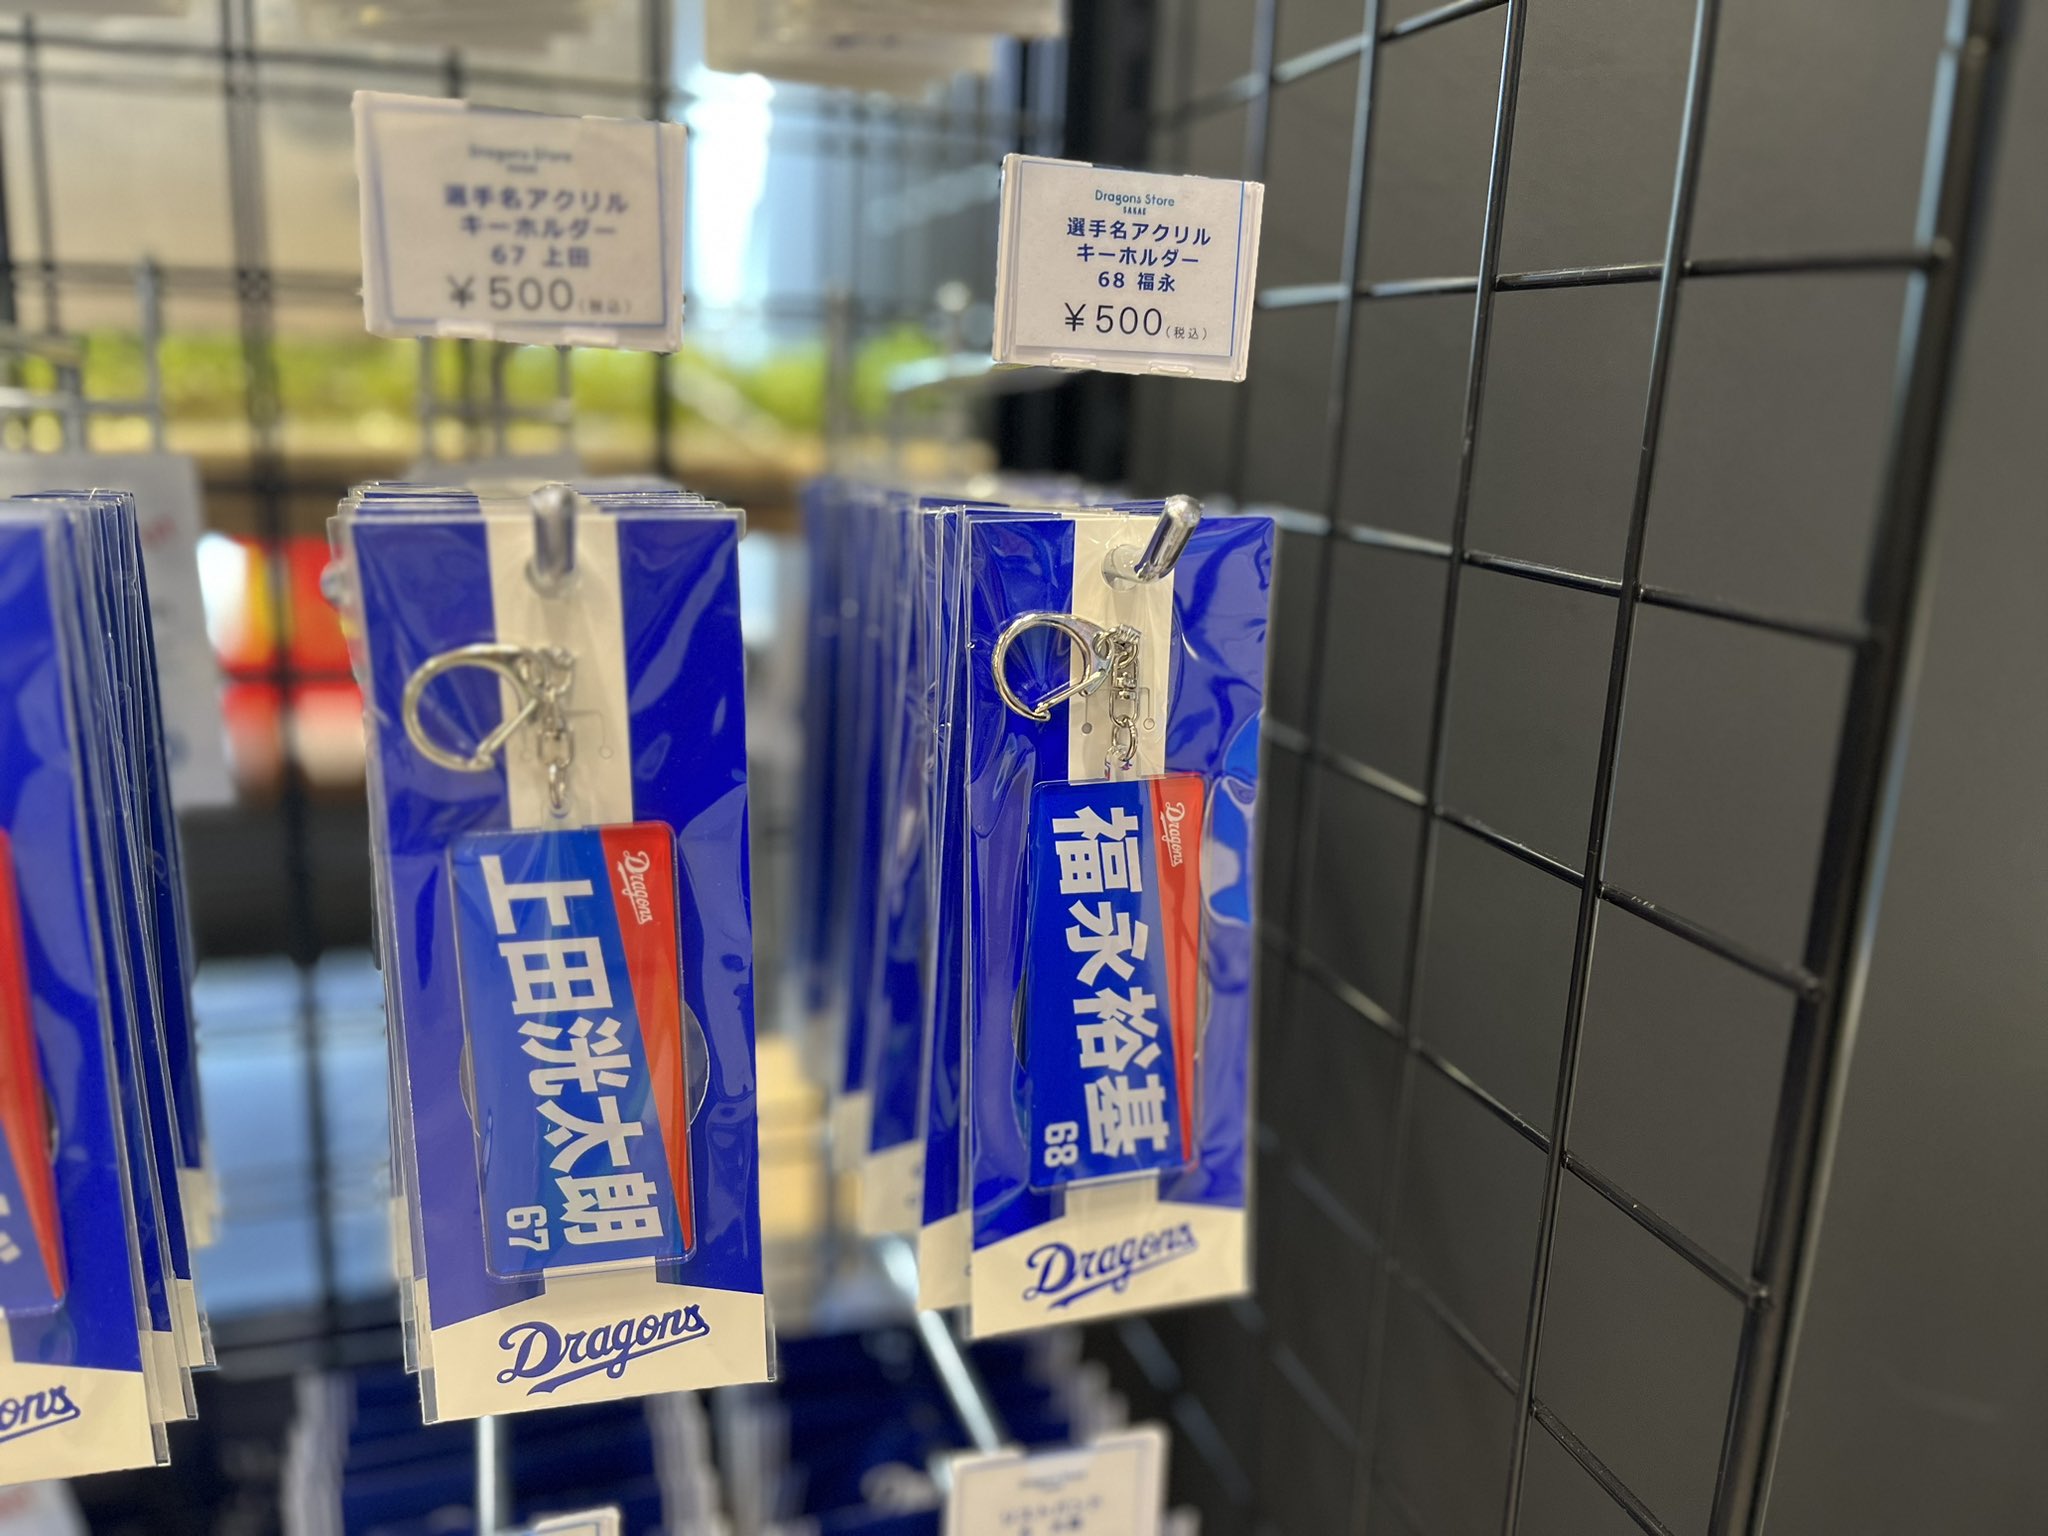 Dragons Store
選手名アクリル
キーホルダー
67 上田
¥500(税込)
Dragons Store
SAKAE
選手名アクリル
キーホルダー
68 福永
¥500(税込)
Dragons
上田洸太朗
67
Dragons
Dragons
福永裕基
68
Dragons
ons